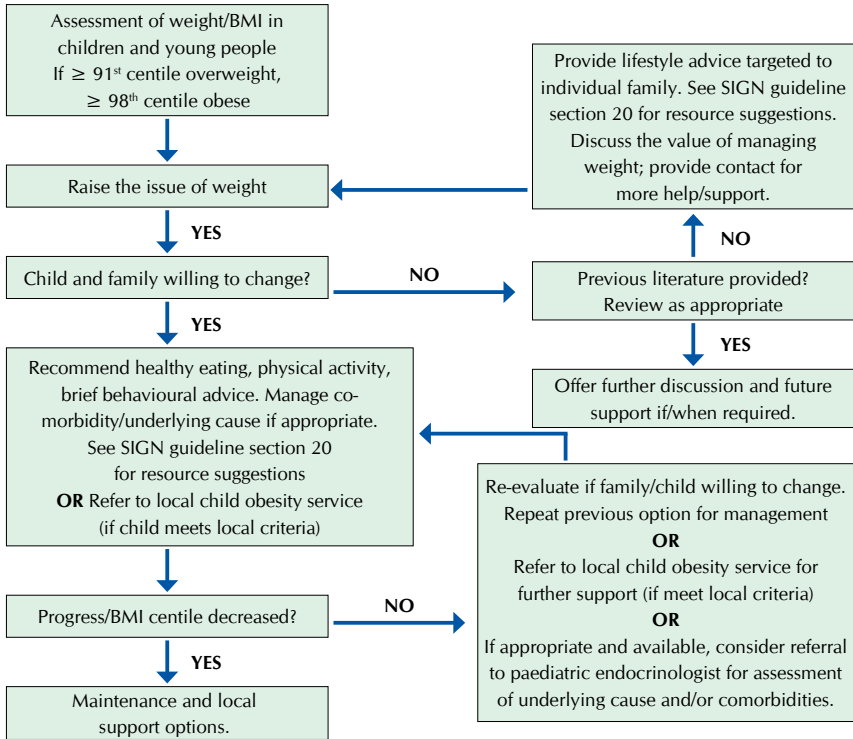 Assessment of weight/BMI in
children and young people
If ≥ 91st centile overweight,
≥ 98th centile obese
Raise the issue of weight
YES
Child and family willing to change?
NO
YES
Recommend healthy eating, physical activity,
brief behavioural advice. Manage co-
morbidity/underlying cause if appropriate.
See SIGN guideline section 20
for resource suggestions
OR Refer to local child obesity service
(if child meets local criteria)
Progress/BMI centile decreased?
NO
YES
Maintenance and local
support options.
Provide lifestyle advice targeted to
individual family. See SIGN guideline
section 20 for resource suggestions.
Discuss the value of managing
weight; provide contact for
more help/support.
NO
Previous literature provided?
Review as appropriate
YES
Offer further discussion and future
support if/when required.
Re-evaluate if family/child willing to change.
Repeat previous option for management
OR
Refer to local child obesity service for
further support (if meet local criteria)
OR
If appropriate and available, consider referral
to paediatric endocrinologist for assessment
of underlying cause and/or comorbidities.